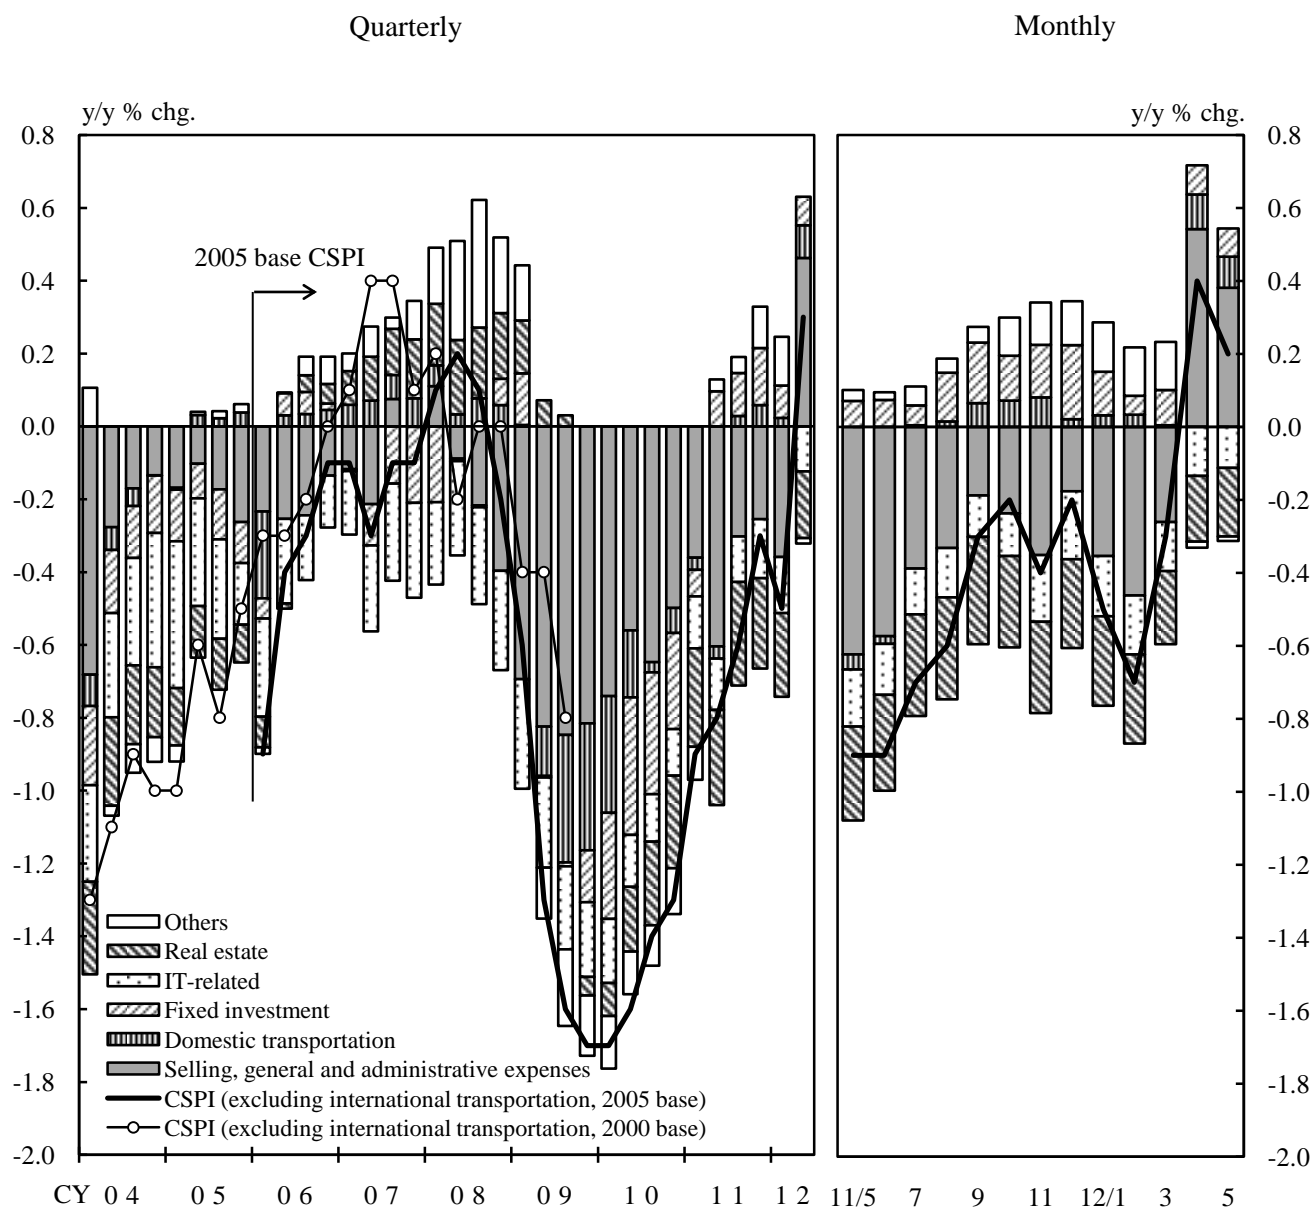 Quarterly
Monthly
y/y % chg.
y/y % chg.
0.8
0.6
0.4
0.2
0.0
-0.2
-0.4
-0.6
-0.8
-1.0
-1.2
-1.4
-1.6
-1.8
-2.0
2005 base CSPI
Others
Real estate
IT-related
Fixed investment
Domestic transportation
Selling, general and administrative expenses
CSPI (excluding international transportation, 2005 base)
CSPI (excluding international transportation, 2000 base)
0.8
0.6
0.4
0.2
0.0
-0.2
-0.4
-0.6
-0.8
-1.0
-1.2
-1.4
-1.6
-1.8
-2.0
CY 0 4 0 5 0 6 0 7 0 8 0 9 1 0 1 1 1 2
11/5 7 9 11 12/1 3 5